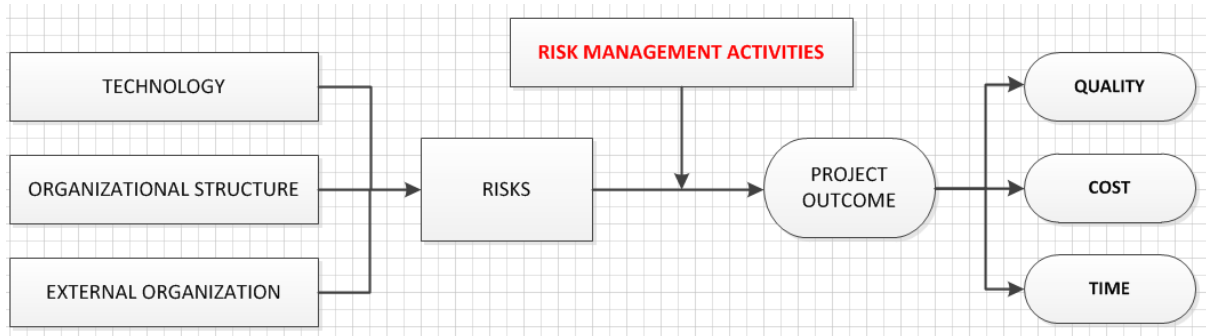 RISK MANAGEMENT ACTIVITIES
TECHNOLOGY
QUALITY
ORGANIZATIONAL STRUCTURE
RISKS
PROJECT
OUTCOME
COST
EXTERNAL ORGANIZATION
TIME